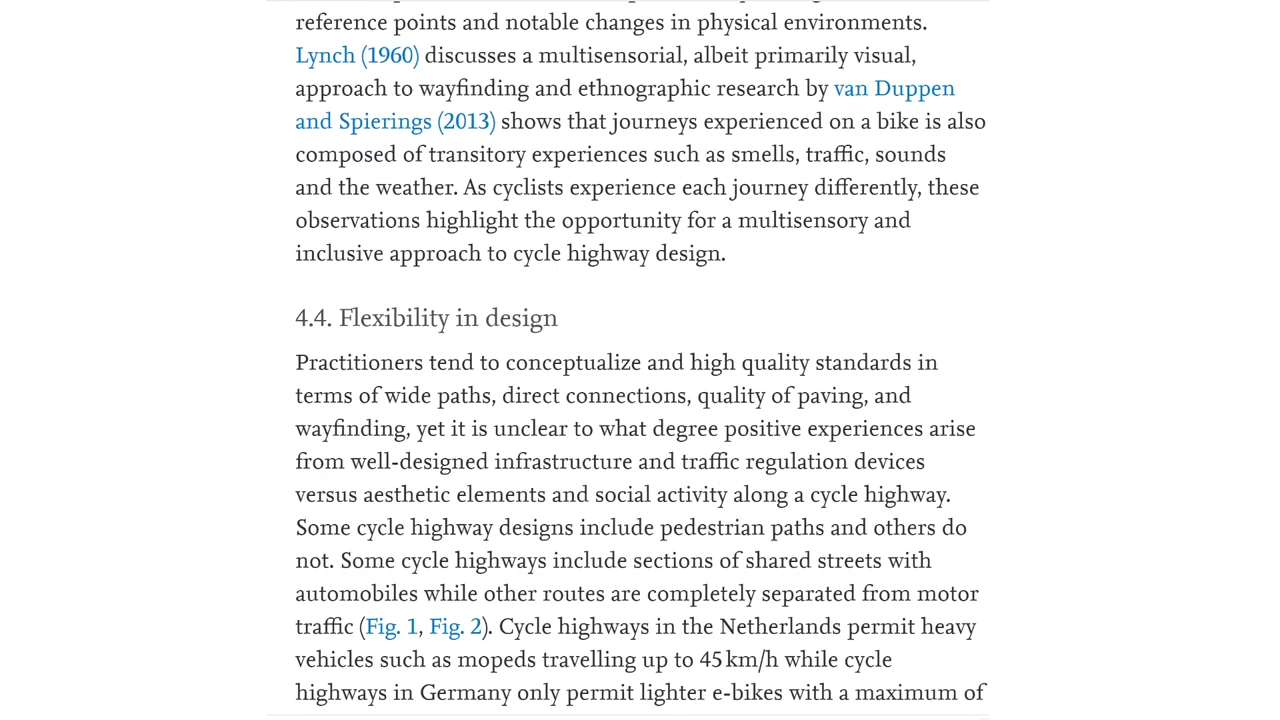 reference points and notable changes in physical environments.
Lynch (1960) discusses a multisensorial, albeit primarily visual,
approach to wayfinding and ethnographic research by van Duppen
and Spierings (2013) shows that journeys experienced on a bike is also
composed of transitory experiences such as smells, traffic, sounds
and the weather. As cyclists experience each journey differently, these
observations highlight the opportunity for a multisensory and
inclusive approach to cycle highway design.
4.4. Flexibility in design
Practitioners tend to conceptualize and high quality standards in
terms of wide paths, direct connections, quality of paving, and
wayfinding, yet it is unclear to what degree positive experiences arise
from well-designed infrastructure and traffic regulation devices
versus aesthetic elements and social activity along a cycle highway.
Some cycle highway designs include pedestrian paths and others do
not. Some cycle highways include sections of shared streets with
automobiles while other routes are completely separated from motor
traffic (Fig. 1, Fig. 2). Cycle highways in the Netherlands permit heavy
vehicles such as mopeds travelling up to 45 km/h while cycle
highways in Germany only permit lighter e-bikes with a maximum of